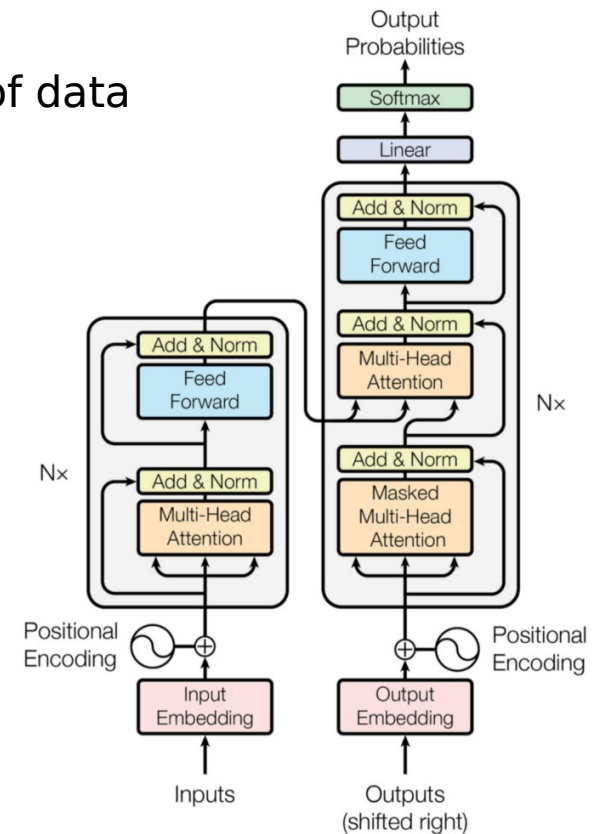 of data
Output
Probabilities
Softmax
Linear
Add & Norm
Feed
Forward
Add & Norm
Multi-Head
Attention
Add & Norm
Masked
Multi-Head
Attention
Nx
Add & Norm
Feed
Forward
Add & Norm
Multi-Head
Attention
Nx
Positional
Encoding
Positional
Encoding
Input
Embedding
Output
Embedding
Inputs
Outputs
(shifted right)